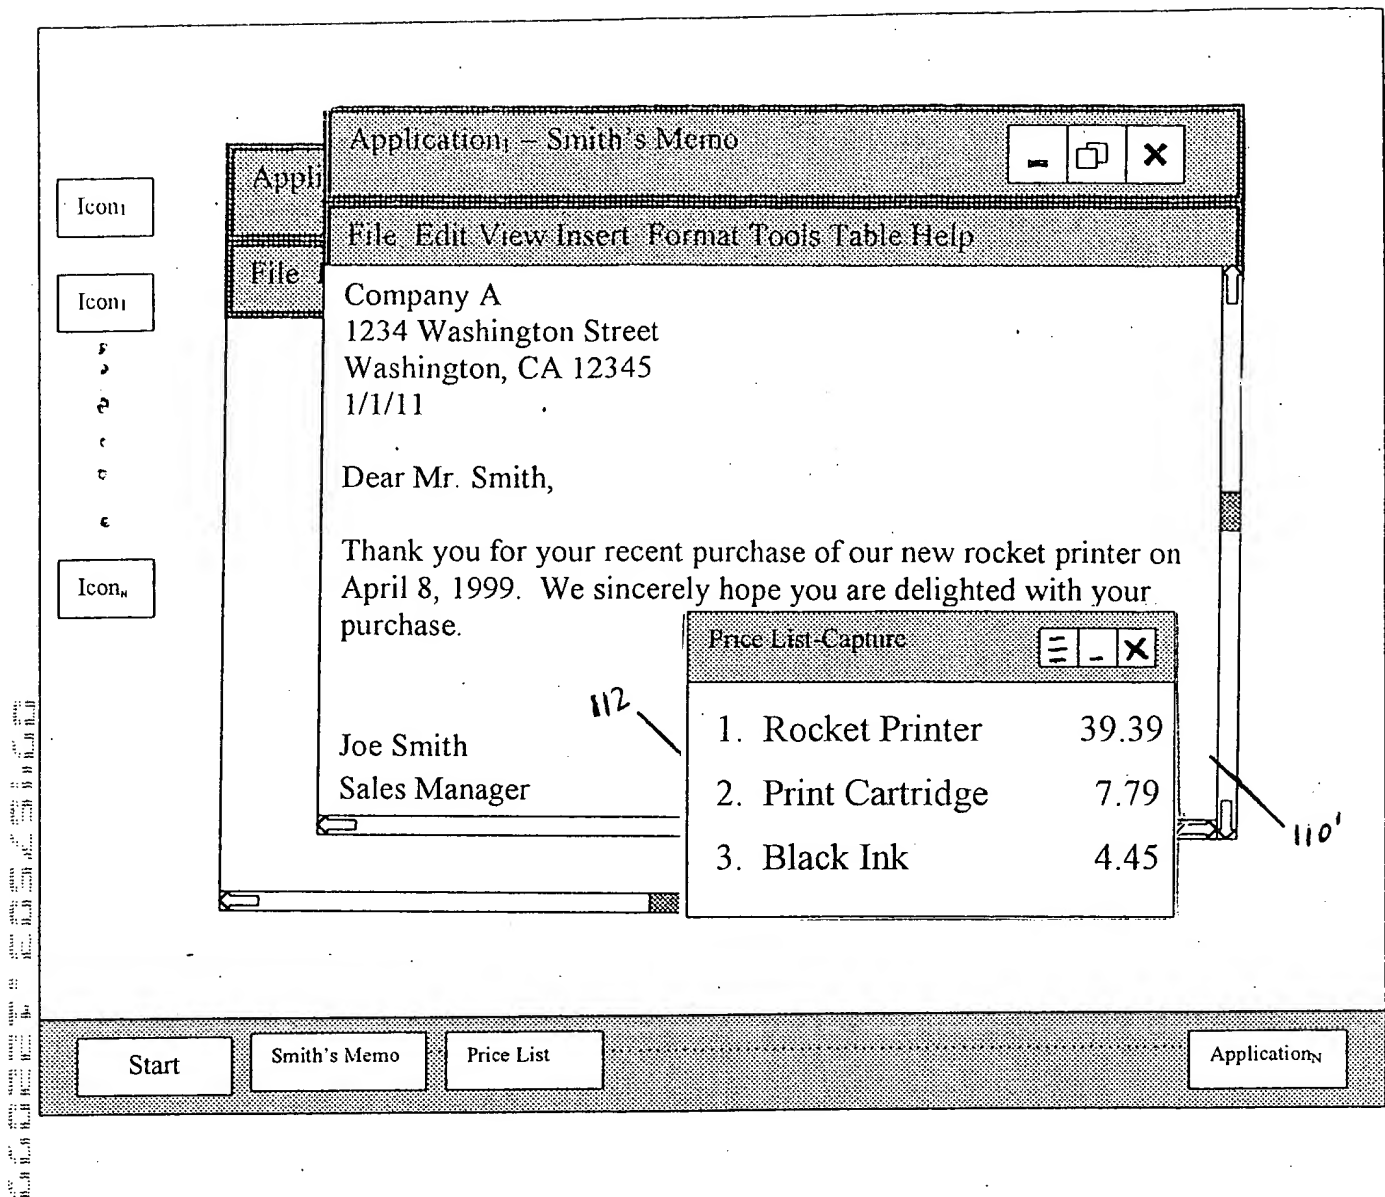 Application₁ – Smith's Memo
Appli
Icon₁
File Edit View Insert Format Tools Table Help
File
Icon₁
Company A
1234 Washington Street
Washington, CA 12345
1/1/11
Dear Mr. Smith,
Thank you for your recent purchase of our new rocket printer on
April 8, 1999. We sincerely hope you are delighted with your
purchase.
Icon_N
Price List-Capture
112
1. Rocket Printer 39.39
Joe Smith
Sales Manager
2. Print Cartridge 7.79
110'
3. Black Ink 4.45
Start
Smith's Memo
Price List
Application_N